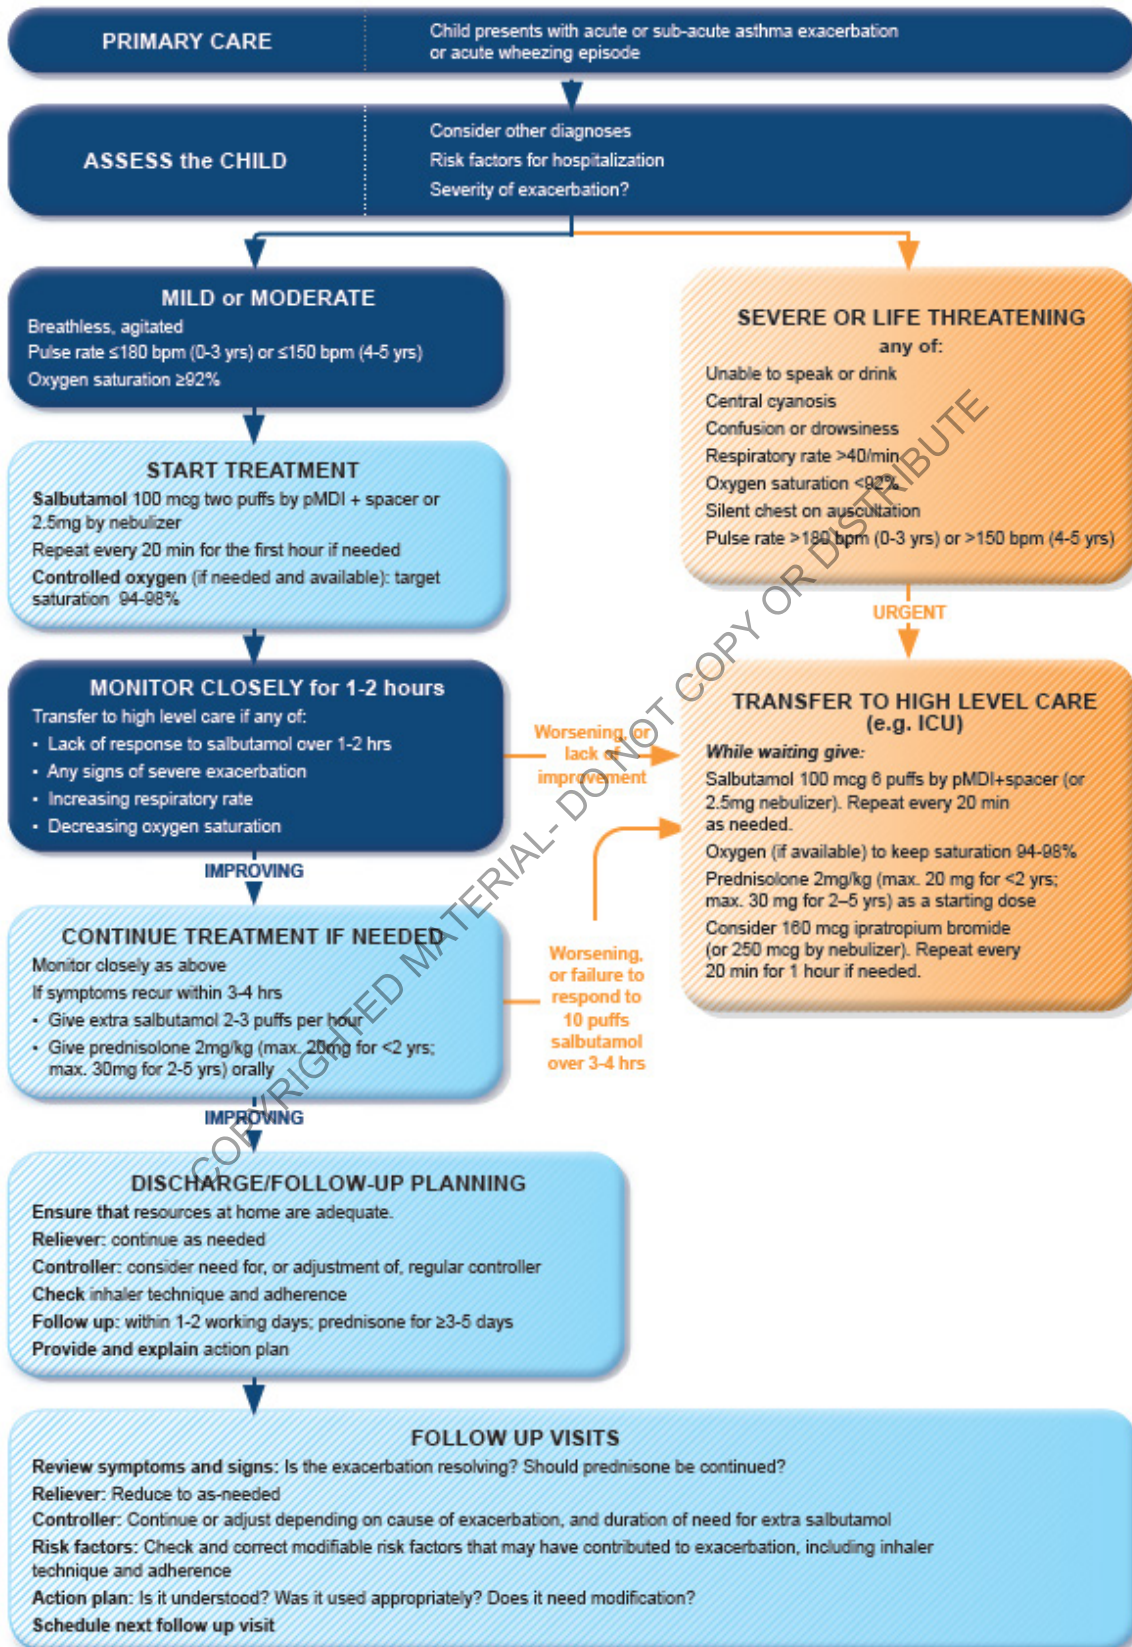 PRIMARY CARE
Child presents with acute or sub-acute asthma exacerbation
or acute wheezing episode
ASSESS the CHILD
Consider other diagnoses
Risk factors for hospitalization
Severity of exacerbation?
MILD or MODERATE
Breathless, agitated
Pulse rate ≤180 bpm (0-3 yrs) or ≤150 bpm (4-5 yrs)
Oxygen saturation ≥92%
SEVERE OR LIFE THREATENING
any of:
Unable to speak or drink
Central cyanosis
Confusion or drowsiness
Respiratory rate >40/min
Oxygen saturation <92%
Silent chest on auscultation
Pulse rate >180 bpm (0-3 yrs) or >150 bpm (4-5 yrs)
START TREATMENT
Salbutamol 100 mcg two puffs by pMDI + spacer or
2.5mg by nebulizer
Repeat every 20 min for the first hour if needed
Controlled oxygen (if needed and available): target
saturation 94-98%
URGENT
MONITOR CLOSELY for 1-2 hours
Transfer to high level care if any of:
• Lack of response to salbutamol over 1-2 hrs
• Any signs of severe exacerbation
• Increasing respiratory rate
• Decreasing oxygen saturation
Worsening, or
lack of
improvement
TRANSFER TO HIGH LEVEL CARE
(e.g. ICU)
While waiting give:
Salbutamol 100 mcg 6 puffs by pMDI+spacer (or
2.5mg nebulizer). Repeat every 20 min
as needed.
Oxygen (if available) to keep saturation 94-98%
Prednisolone 2mg/kg (max. 20 mg for <2 yrs;
max. 30 mg for 2–5 yrs) as a starting dose
Consider 160 mcg ipratropium bromide
(or 250 mcg by nebulizer). Repeat every
20 min for 1 hour if needed.
IMPROVING
CONTINUE TREATMENT IF NEEDED
Monitor closely as above
If symptoms recur within 3-4 hrs
• Give extra salbutamol 2-3 puffs per hour
• Give prednisolone 2mg/kg (max. 20mg for <2 yrs;
max. 30mg for 2-5 yrs) orally
Worsening,
or failure to
respond to
10 puffs
salbutamol
over 3-4 hrs
IMPROVING
DISCHARGE/FOLLOW-UP PLANNING
Ensure that resources at home are adequate.
Reliever: continue as needed
Controller: consider need for, or adjustment of, regular controller
Check inhaler technique and adherence
Follow up: within 1-2 working days; prednisone for ≥3-5 days
Provide and explain action plan
FOLLOW UP VISITS
Review symptoms and signs: Is the exacerbation resolving? Should prednisone be continued?
Reliever: Reduce to as-needed
Controller: Continue or adjust depending on cause of exacerbation, and duration of need for extra salbutamol
Risk factors: Check and correct modifiable risk factors that may have contributed to exacerbation, including inhaler
technique and adherence
Action plan: Is it understood? Was it used appropriately? Does it need modification?
Schedule next follow up visit
COPYRIGHTED MATERIAL- DO NOT COPY OR DISTRIBUTE